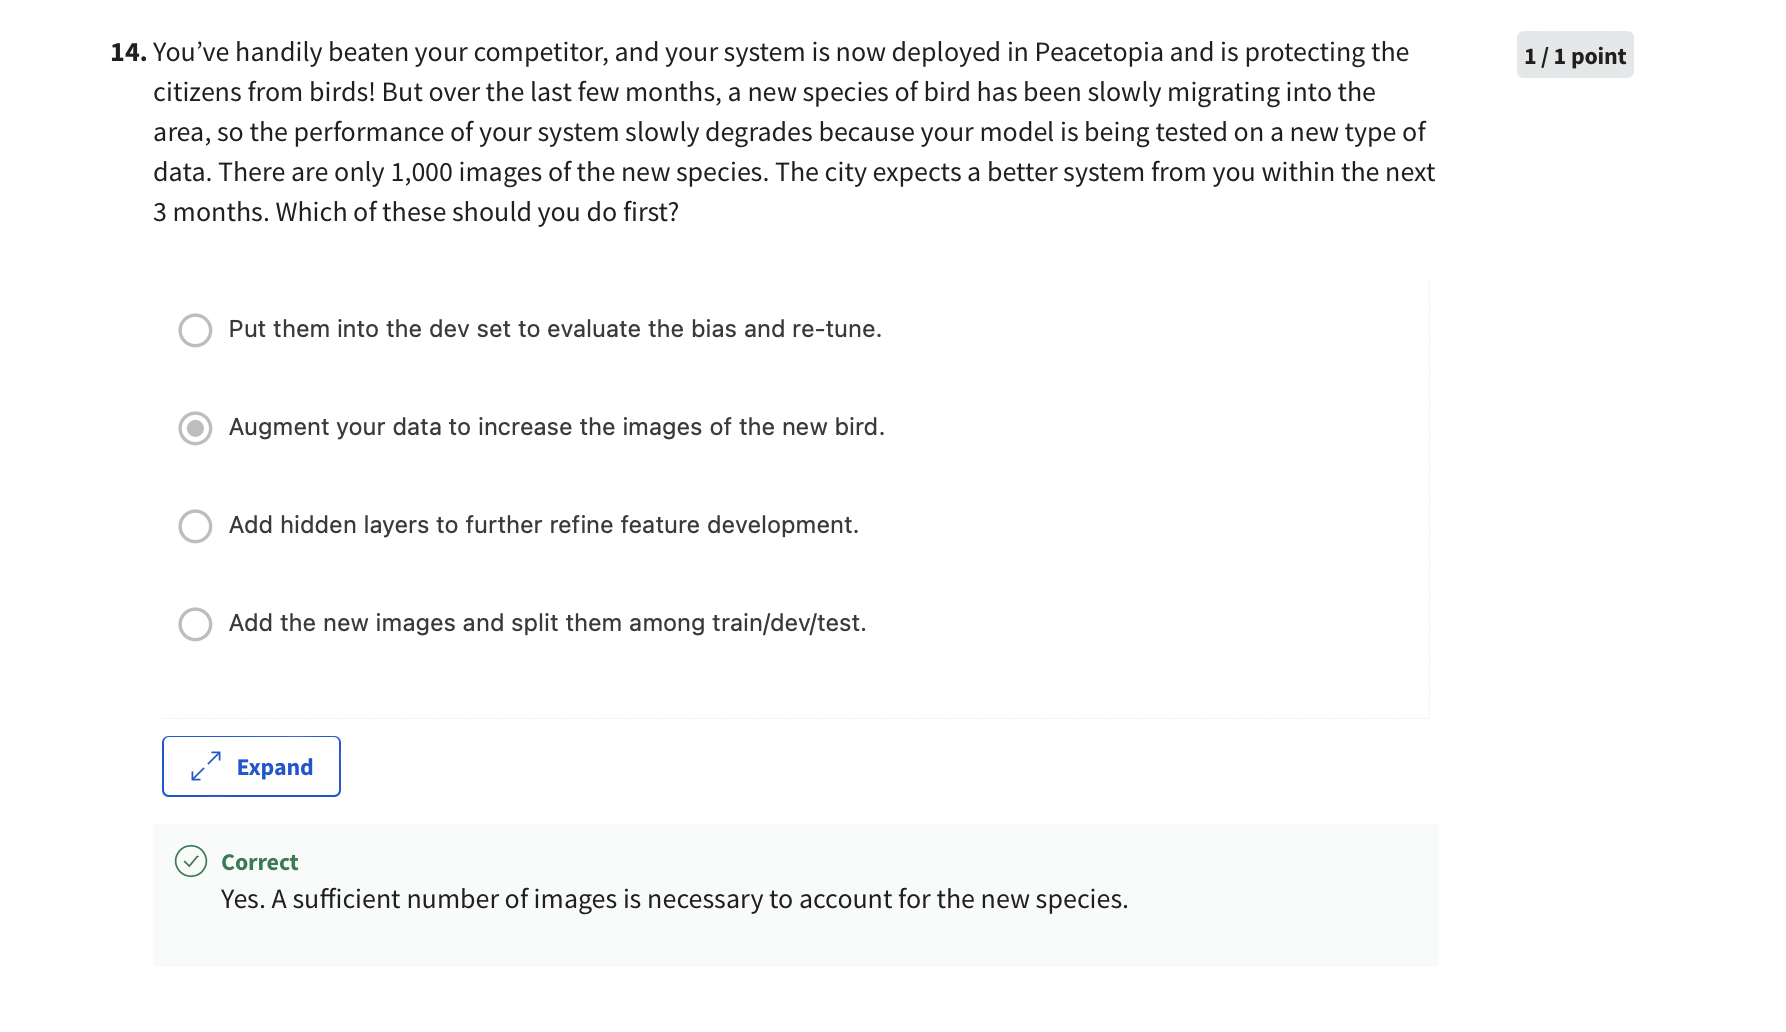 14. You’ve handily beaten your competitor, and your system is now deployed in Peacetopia and is protecting the
1 / 1 point
citizens from birds! But over the last few months, a new species of bird has been slowly migrating into the
area, so the performance of your system slowly degrades because your model is being tested on a new type of
data. There are only 1,000 images of the new species. The city expects a better system from you within the next
3 months. Which of these should you do first?
Put them into the dev set to evaluate the bias and re-tune.
Augment your data to increase the images of the new bird.
Add hidden layers to further refine feature development.
Add the new images and split them among train/dev/test.
Expand
Correct
Yes. A sufficient number of images is necessary to account for the new species.